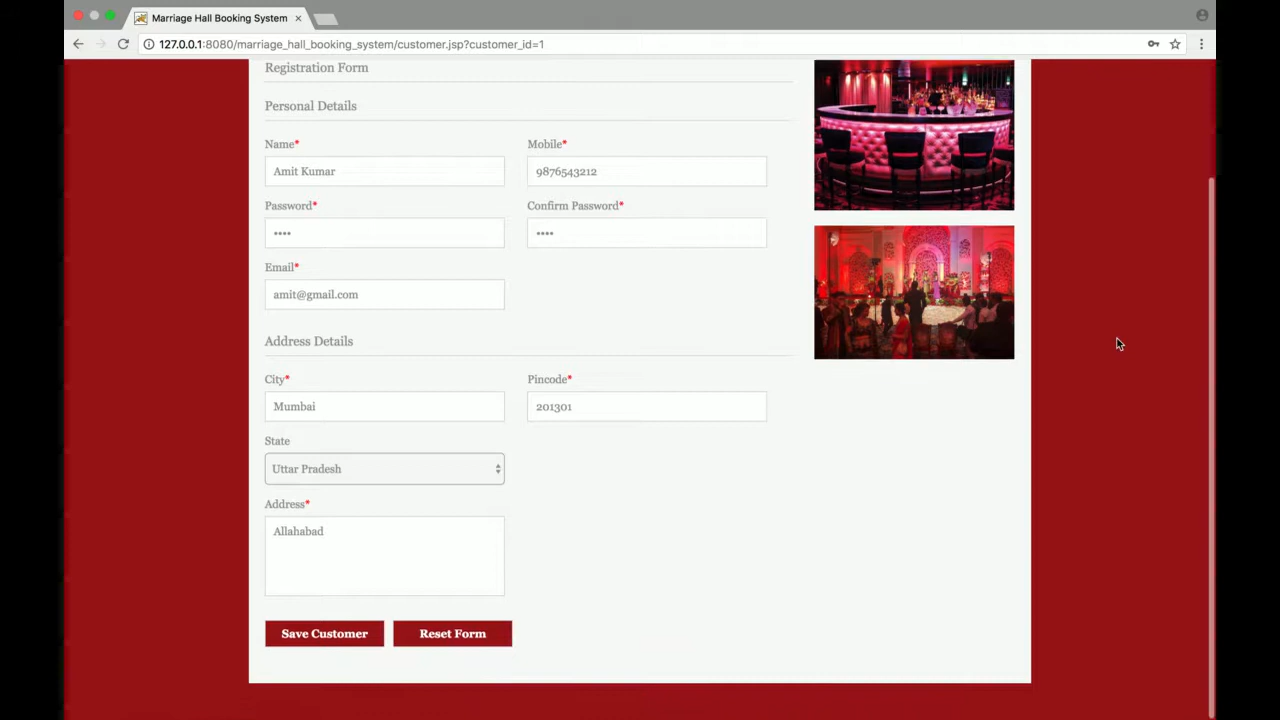 Marriage Hall Booking System
127.0.0.1:8080/marriage_hall_booking_system/customer.jsp?customer_id=1
Registration Form
Personal Details
Name* Mobile*
Amit Kumar 9876543212
Password* Confirm Password*
•••• ••••
Email*
amit@gmail.com
Address Details
City* Pincode*
Mumbai 201301
State
Uttar Pradesh
Address*
Allahabad
Save Customer Reset Form